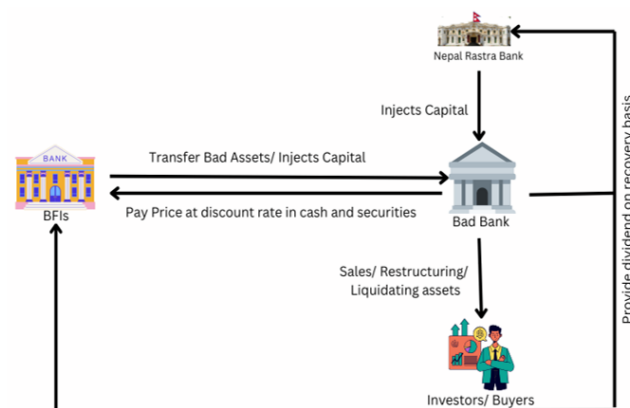 Nepal Rastra Bank
Injects Capital
BANK
Transfer Bad Assets/ Injects Capital
BFIs
Pay Price at discount rate in cash and securities
Bad Bank
Provide dividend on recovery basis
Sales/ Restructuring/
Liquidating assets
Investors/ Buyers